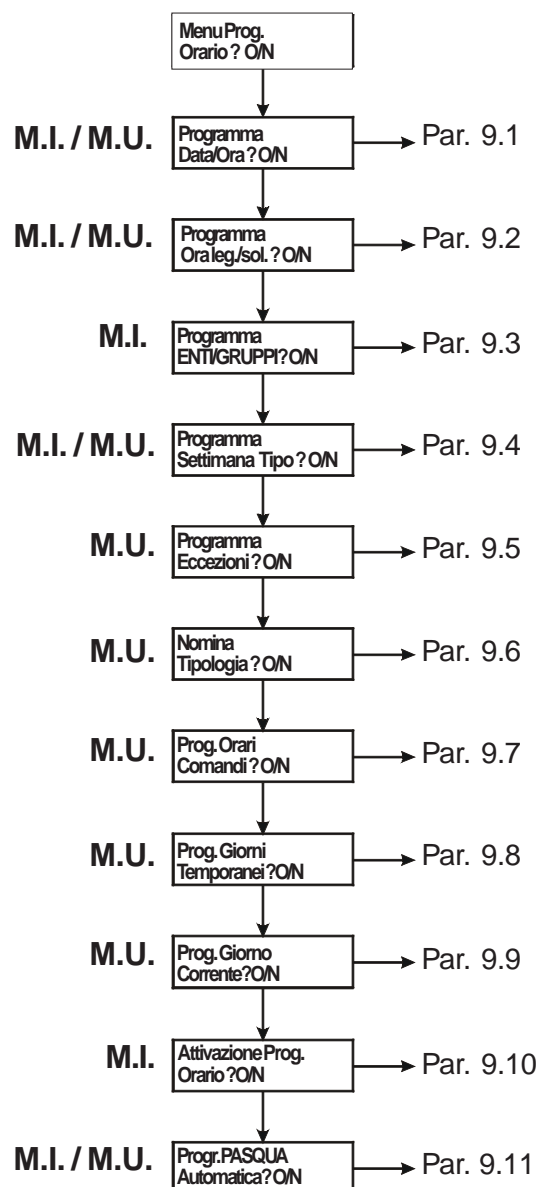 Menu Prog.
Orario ? O/N
M.I. / M.U.
Programma
Data/Ora ? O/N
Par. 9.1
M.I. / M.U.
Programma
Ora leg./sol. ? O/N
Par. 9.2
M.I.
Programma
ENTI/GRUPPI? O/N
Par. 9.3
M.I. / M.U.
Programma
Settimana Tipo ? O/N
Par. 9.4
M.U.
Programma
Eccezioni ? O/N
Par. 9.5
M.U.
Nomina
Tipologia ? O/N
Par. 9.6
M.U.
Prog. Orari
Comandi ? O/N
Par. 9.7
M.U.
Prog. Giorni
Temporanei ? O/N
Par. 9.8
M.U.
Prog. Giorno
Corrente? O/N
Par. 9.9
M.I.
Attivazione Prog.
Orario ? O/N
Par. 9.10
M.I. / M.U.
Progr. PASQUA
Automatica? O/N
Par. 9.11